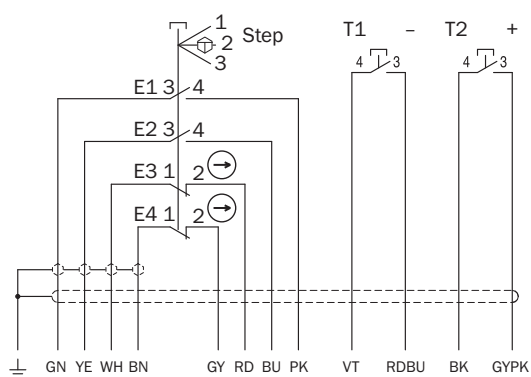 1
2 Step
3
T1 – T2 +
4 3 4 3
E1 3 4
E2 3 4
E3 1 2
E4 1 2
GN YE WH BN GY RD BU PK VT RDBU BK GYPK